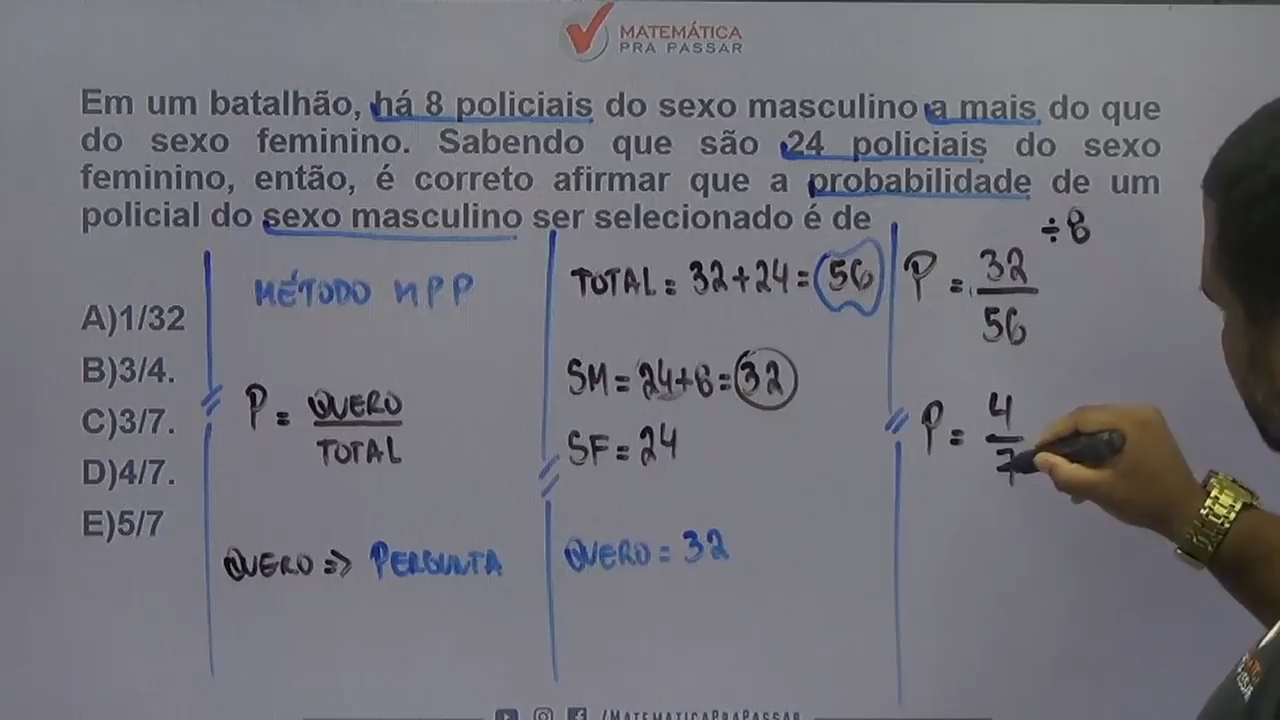 MATEMÁTICA
PRA PASSAR
Em um batalhão, há 8 policiais do sexo masculino a mais do que
do sexo feminino. Sabendo que são 24 policiais do sexo
feminino, então, é correto afirmar que a probabilidade de um
policial do sexo masculino ser selecionado é de
A)1/32
B)3/4.
C)3/7.
D)4/7.
E)5/7
MÉTODO MPP
P = QUERO
TOTAL
QUERO => PERGUNTA
TOTAL = 32+24=56
SM = 24+8=32
SF = 24
QUERO = 32
P = 32 ÷8
56
P = 4
7
/MATEMATICAPRAPASSAR